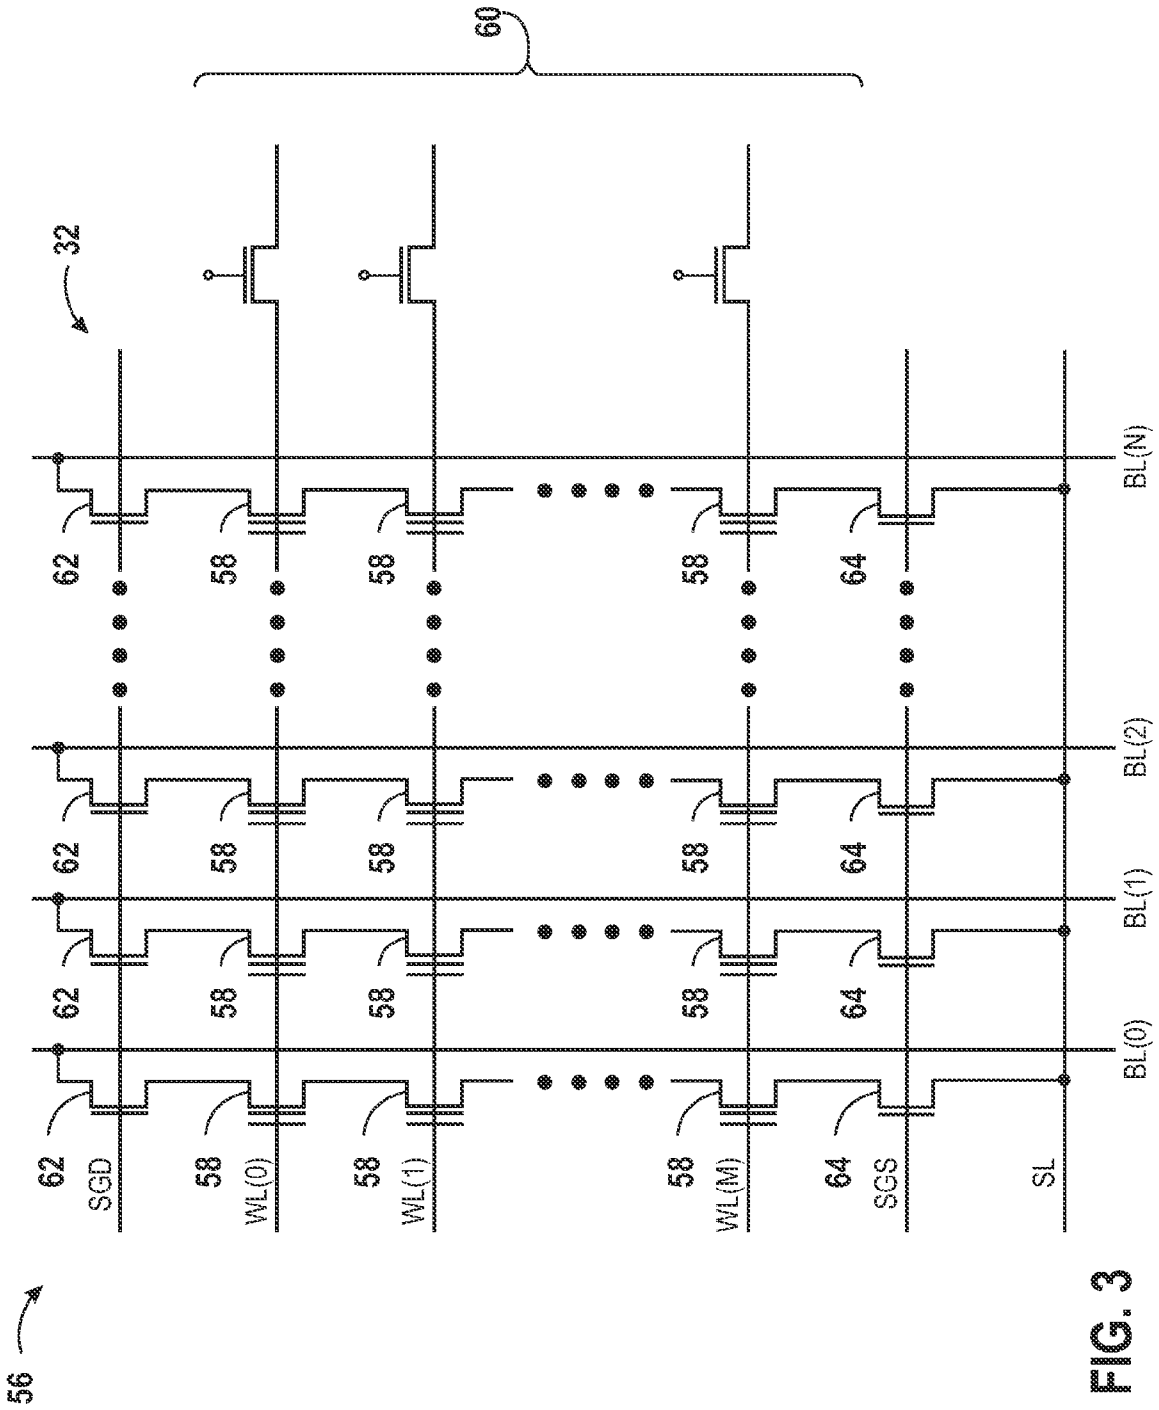 56
62 62 62 62 32
SGD
58 58 58 58
WL(0)
58 58 58 58
WL(1)
60
58 58 58 58
WL(M)
64 64 64 64
SGS
SL
BL(0) BL(1) BL(2) BL(N)
FIG. 3